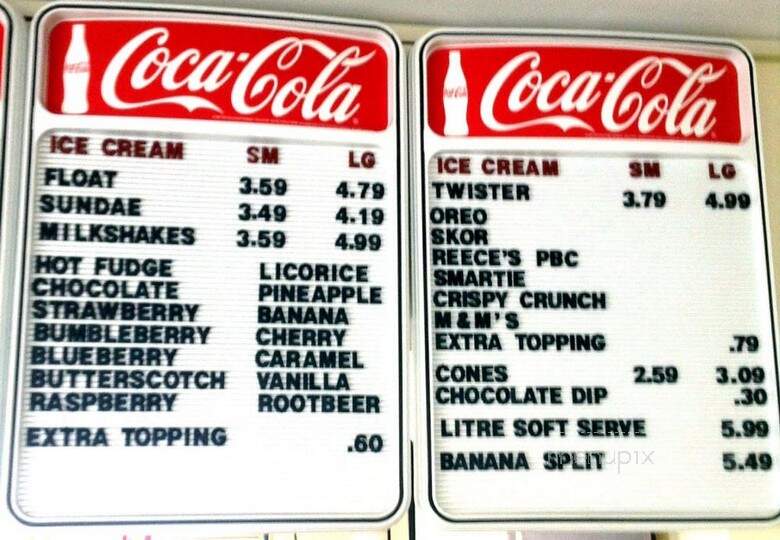 Coca-Cola
ICE CREAM SM LG
FLOAT 3.59 4.79
SUNDAE 3.49 4.19
MILKSHAKES 3.59 4.99
HOT FUDGE LICORICE
CHOCOLATE PINEAPPLE
STRAWBERRY BANANA
BUMBLEBERRY CHERRY
BLUEBERRY CARAMEL
BUTTERSCOTCH VANILLA
RASPBERRY ROOTBEER
EXTRA TOPPING .60
Coca-Cola
ICE CREAM SM LG
TWISTER 3.79 4.99
OREO
SKOR
REECE'S PBC
SMARTIE
CRISPY CRUNCH
M&M'S
EXTRA TOPPING .79
CONES 2.59 3.09
CHOCOLATE DIP .30
LITRE SOFT SERVE 5.99
BANANA SPLIT 5.49